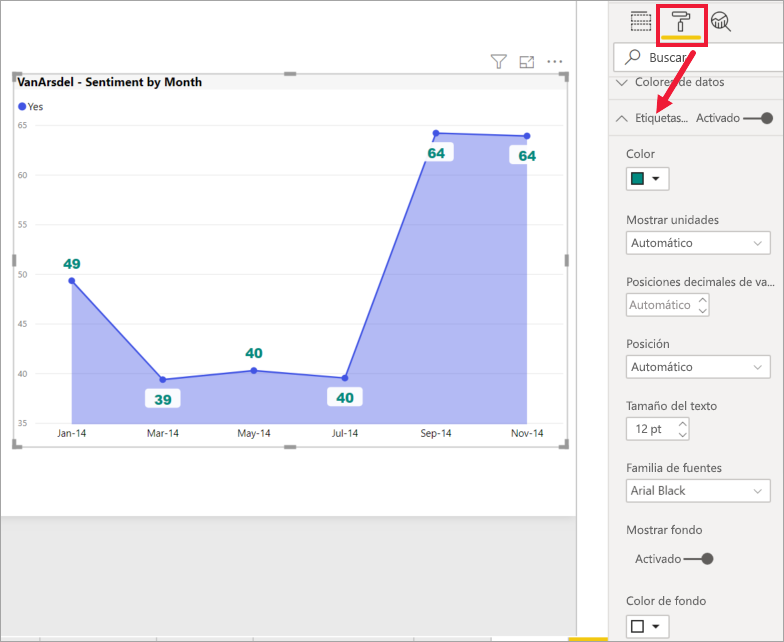 VanArsdel - Sentiment by Month
Yes
65
60
55
50
45
40
35
49
39
40
40
64
64
Jan-14
Mar-14
May-14
Jul-14
Sep-14
Nov-14
Buscar
Colores de datos
Etiquetas... Activado
Color
Mostrar unidades
Automático
Posiciones decimales de va...
Automático
Posición
Automático
Tamaño del texto
12 pt
Familia de fuentes
Arial Black
Mostrar fondo
Activado
Color de fondo